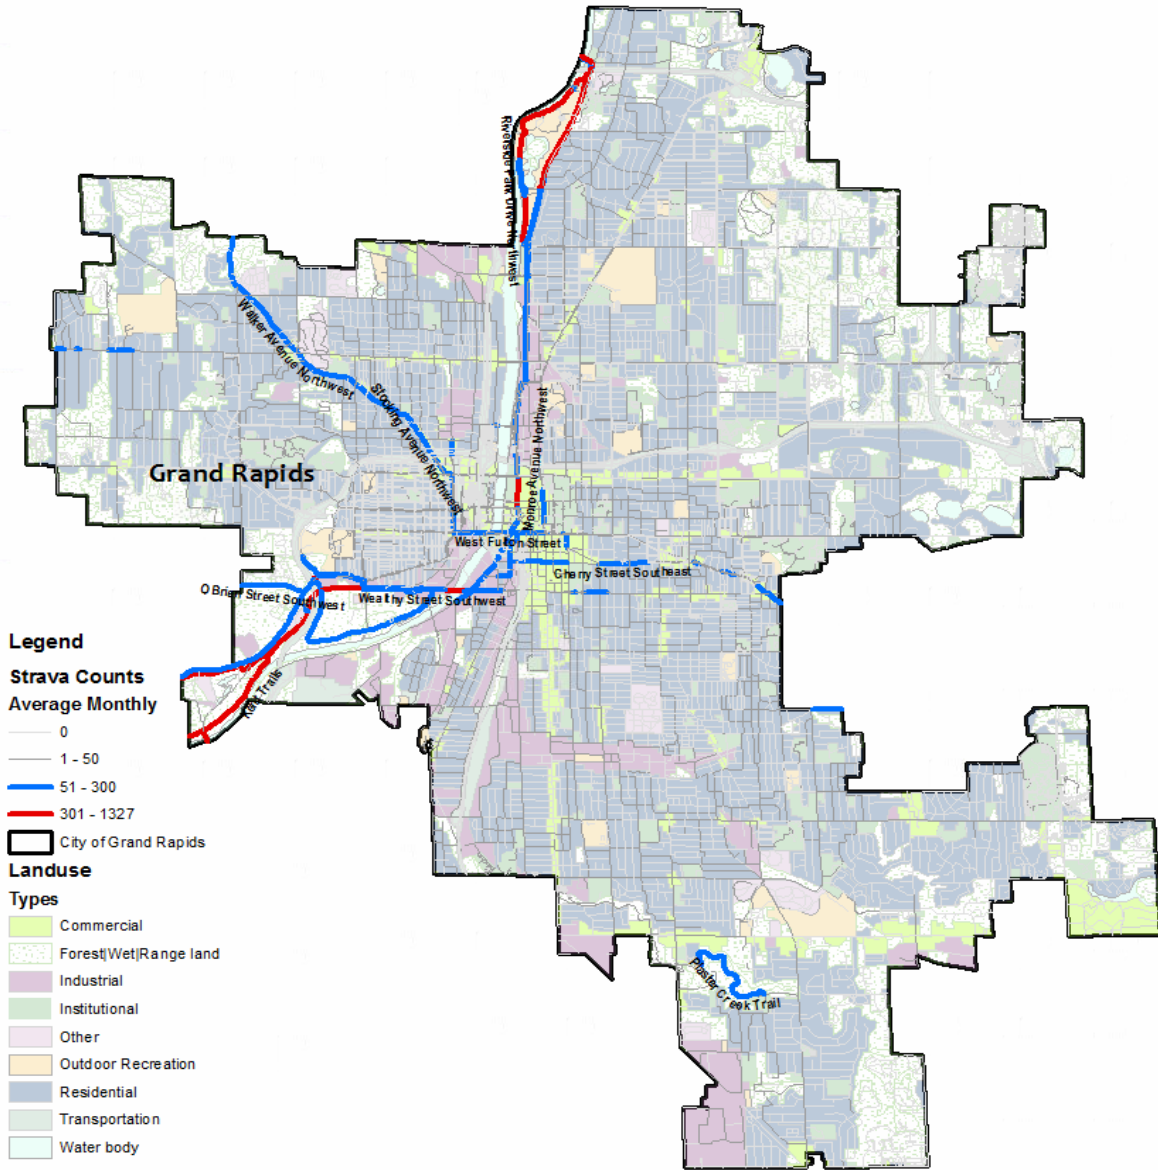 Riverside Park Drive Northwest
Walker Avenue Northwest
Stocking Avenue Northwest
Monroe Avenue Northwest
Grand Rapids
West Fulton Street
Cherry Street Southeast
O Brien Street Southwest
Wealthy Street Southwest
Kent Trails
Plaster Creek Trail
Legend
Strava Counts
Average Monthly
0
1 - 50
51 - 300
301 - 1327
City of Grand Rapids
Landuse
Types
Commercial
Forest|Wet|Range land
Industrial
Institutional
Other
Outdoor Recreation
Residential
Transportation
Water body